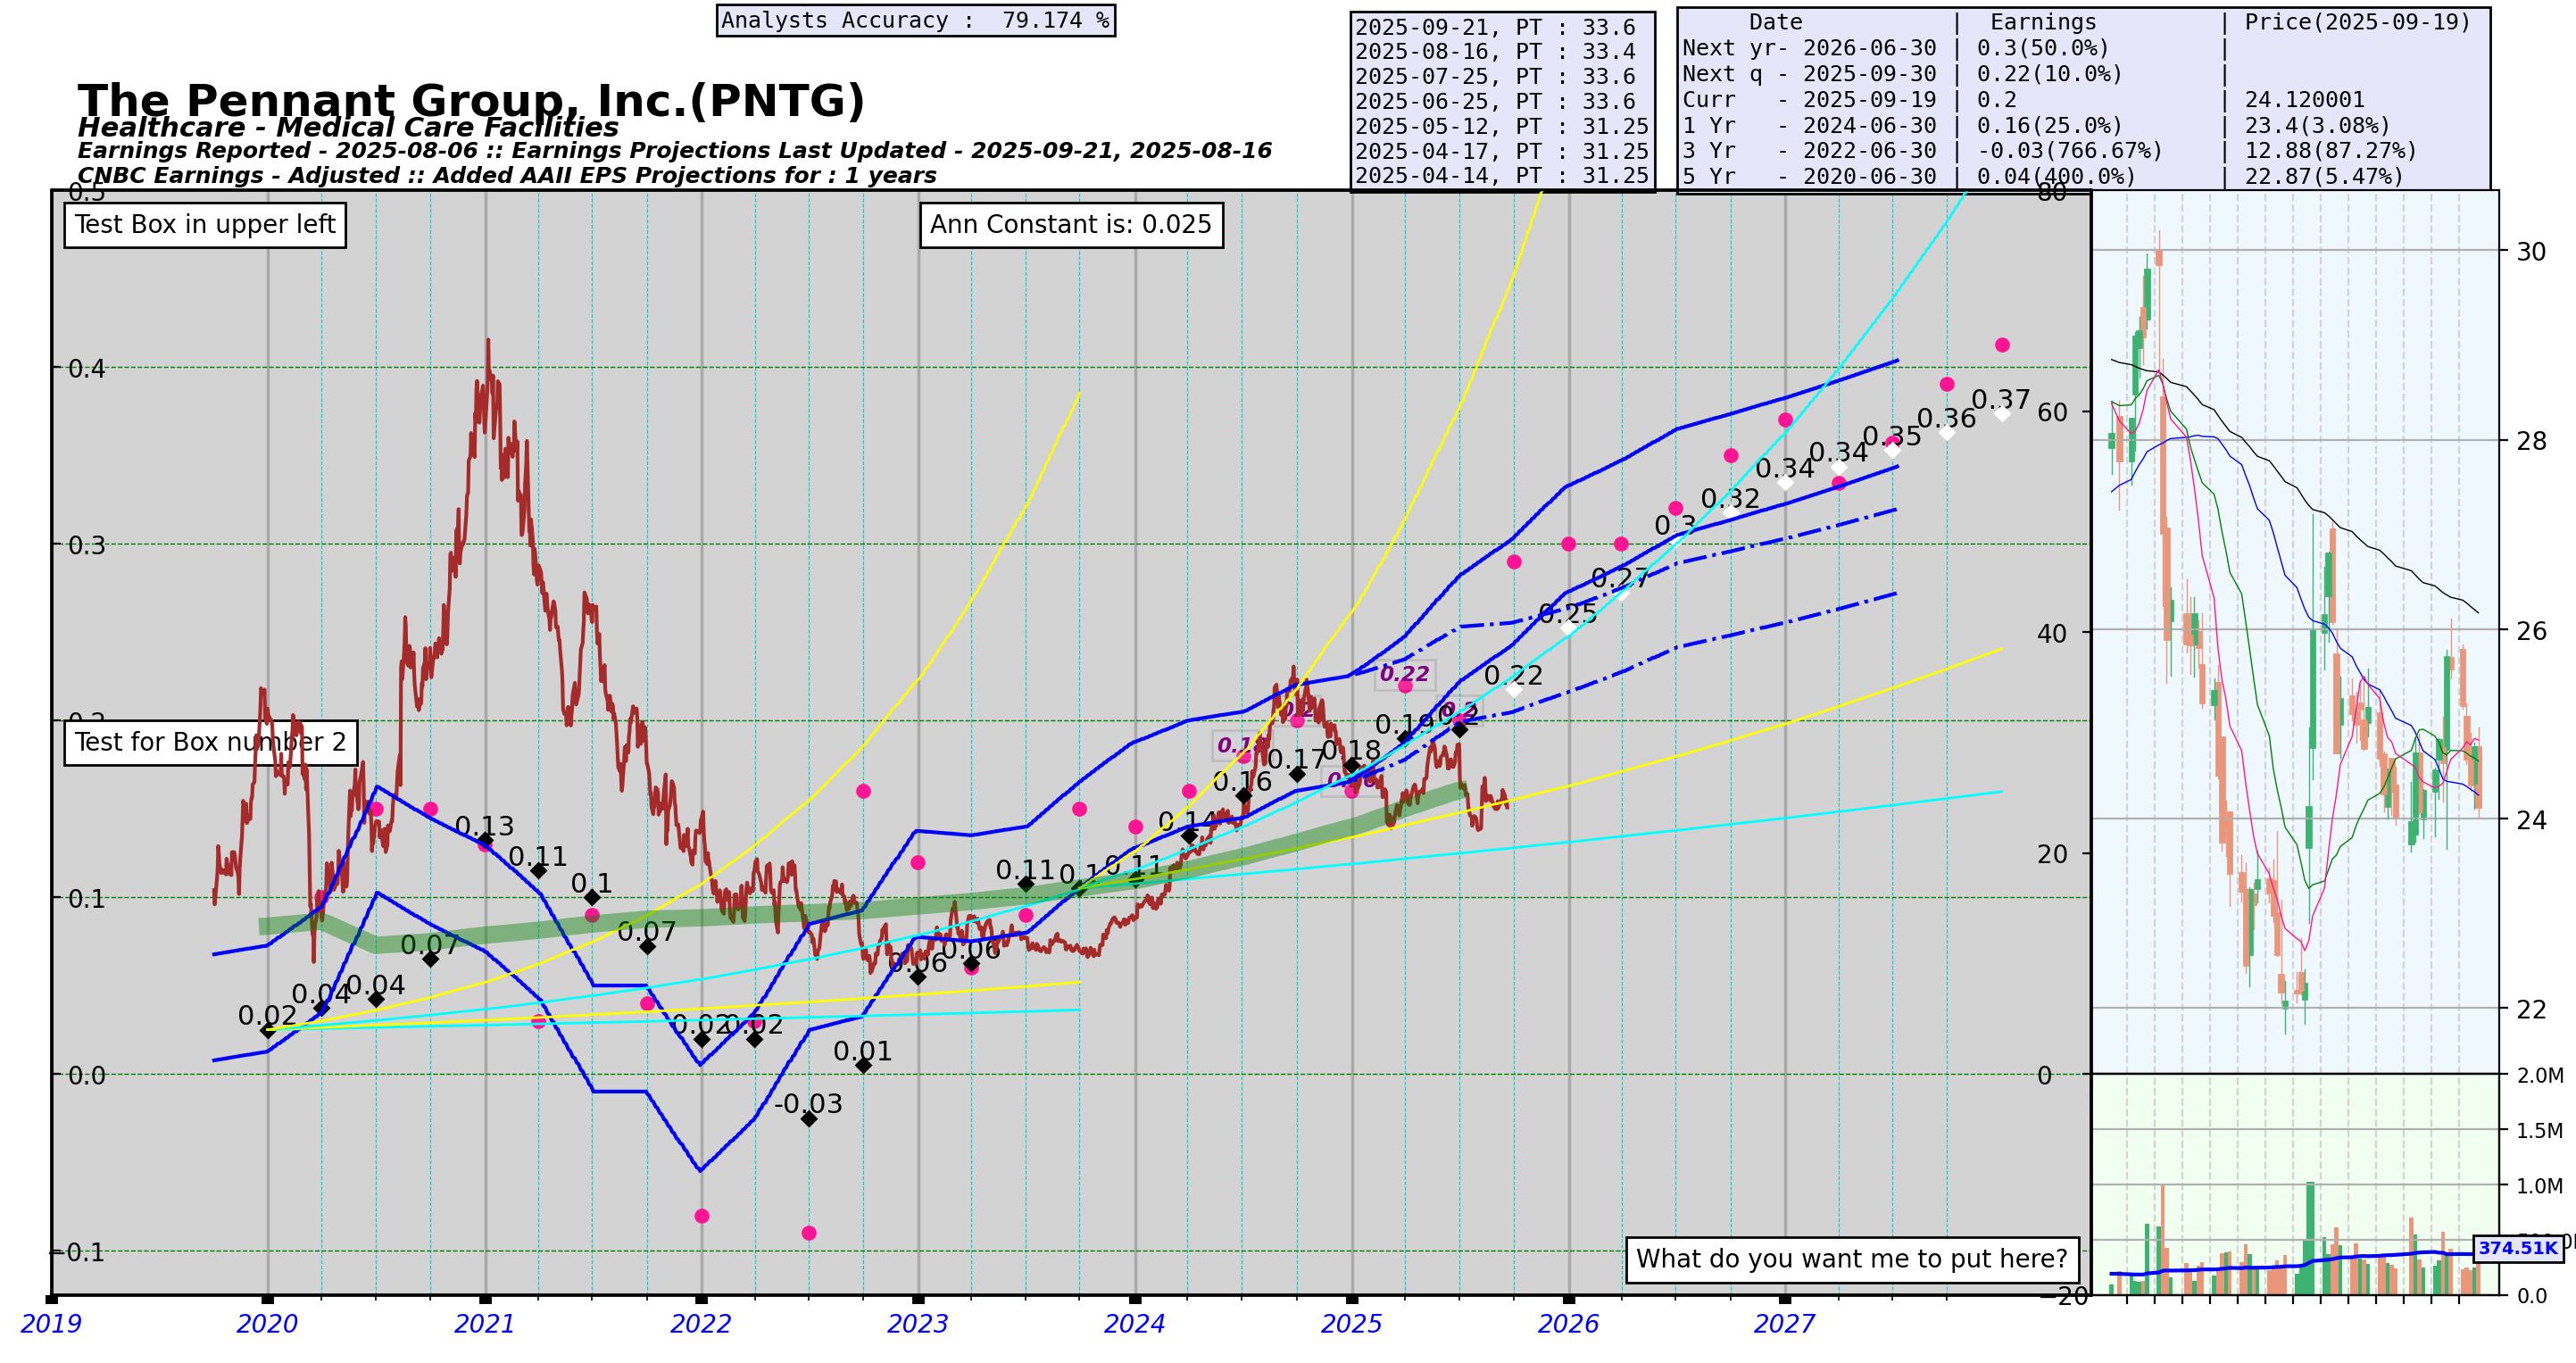 Analysts Accuracy :  79.174 %
2025-09-21, PT : 33.6
2025-08-16, PT : 33.4
2025-07-25, PT : 33.6
2025-06-25, PT : 33.6
2025-05-12, PT : 31.25
2025-04-17, PT : 31.25
2025-04-14, PT : 31.25
Date | Earnings | Price(2025-09-19)
Next yr- 2026-06-30 | 0.3(50.0%) |
Next q - 2025-09-30 | 0.22(10.0%) |
Curr - 2025-09-19 | 0.2 | 24.120001
1 Yr - 2024-06-30 | 0.16(25.0%) | 23.4(3.08%)
3 Yr - 2022-06-30 | -0.03(766.67%) | 12.88(87.27%)
5 Yr - 2020-06-30 | 0.04(400.0%) | 22.87(5.47%)
The Pennant Group, Inc.(PNTG)
Healthcare - Medical Care Facilities
Earnings Reported - 2025-08-06 :: Earnings Projections Last Updated - 2025-09-21, 2025-08-16
CNBC Earnings - Adjusted :: Added AAII EPS Projections for : 1 years
Test Box in upper left
Ann Constant is: 0.025
Test for Box number 2
What do you want me to put here?
0.5
0.4
0.3
0.2
0.1
0.0
−0.1
0.02
0.04
0.04
0.07
0.13
0.11
0.1
0.07
0.02
0.02
-0.03
0.01
0.06
0.06
0.11
0.11
0.14
0.16
0.17
0.18
0.19
0.2
0.22
0.22
0.25
0.27
0.3
0.32
0.34
0.34
0.35
0.36
0.37
80
60
40
20
0
−20
30
28
26
24
22
2.0M
1.5M
1.0M
374.51K
0.0
2019
2020
2021
2022
2023
2024
2025
2026
2027